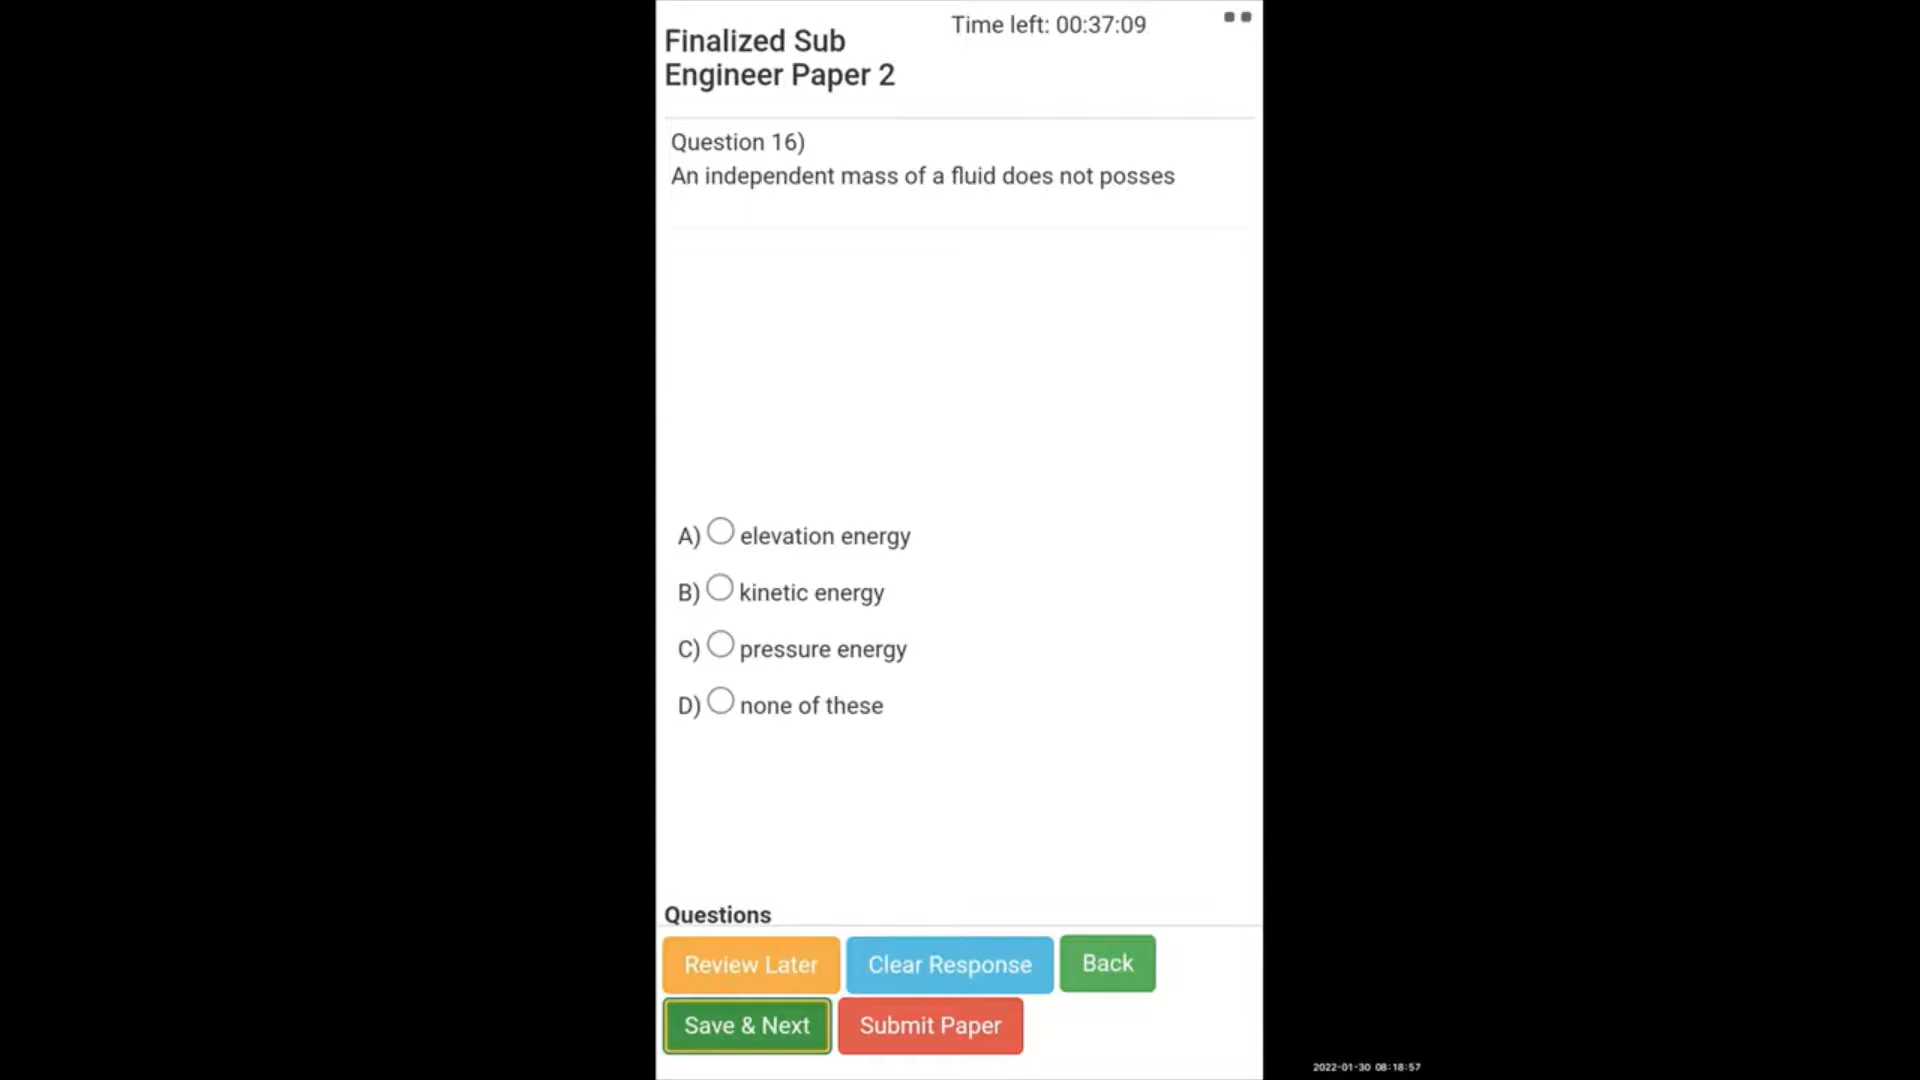 Time left: 00:37:09
Finalized Sub
Engineer Paper 2
Question 16)
An independent mass of a fluid does not posses
A) elevation energy
B) kinetic energy
C) pressure energy
D) none of these
Questions
Review Later Clear Response Back
Save & Next Submit Paper
2022-01-30 08:18:57